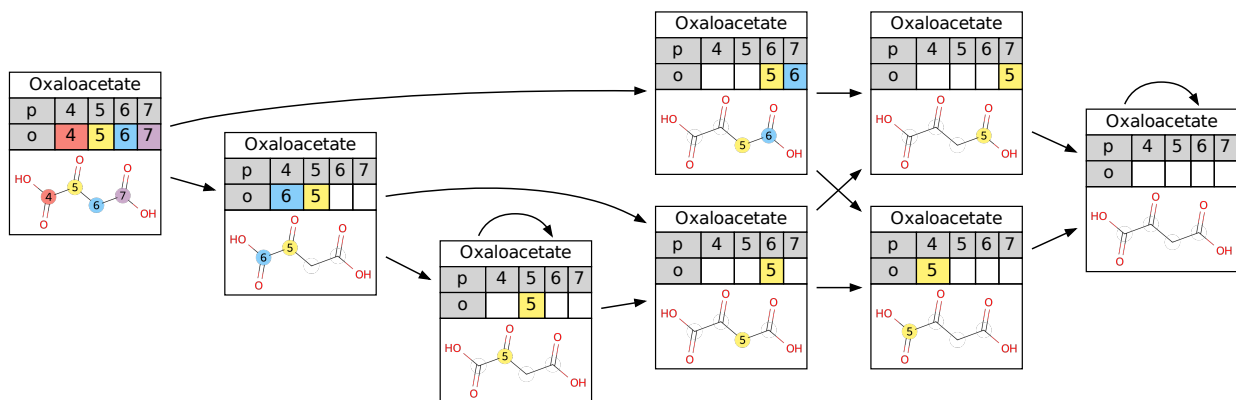 Oxaloacetate
p 4 5 6 7
o 4 5 6 7
O
HO 4 5 6 7
O O OH
Oxaloacetate
p 4 5 6 7
o 6 5
O
HO 6 5 O
O OH
Oxaloacetate
p 4 5 6 7
o 5
O O
HO 5
O OH
Oxaloacetate
p 4 5 6 7
o 5 6
O O
HO 5 6
O OH
Oxaloacetate
p 4 5 6 7
o 5
O O
HO 5
O OH
Oxaloacetate
p 4 5 6 7
o 5
O O
HO 5
O OH
Oxaloacetate
p 4 5 6 7
o 5
O O
HO 5
O OH
Oxaloacetate
p 4 5 6 7
o
O O
HO
O OH